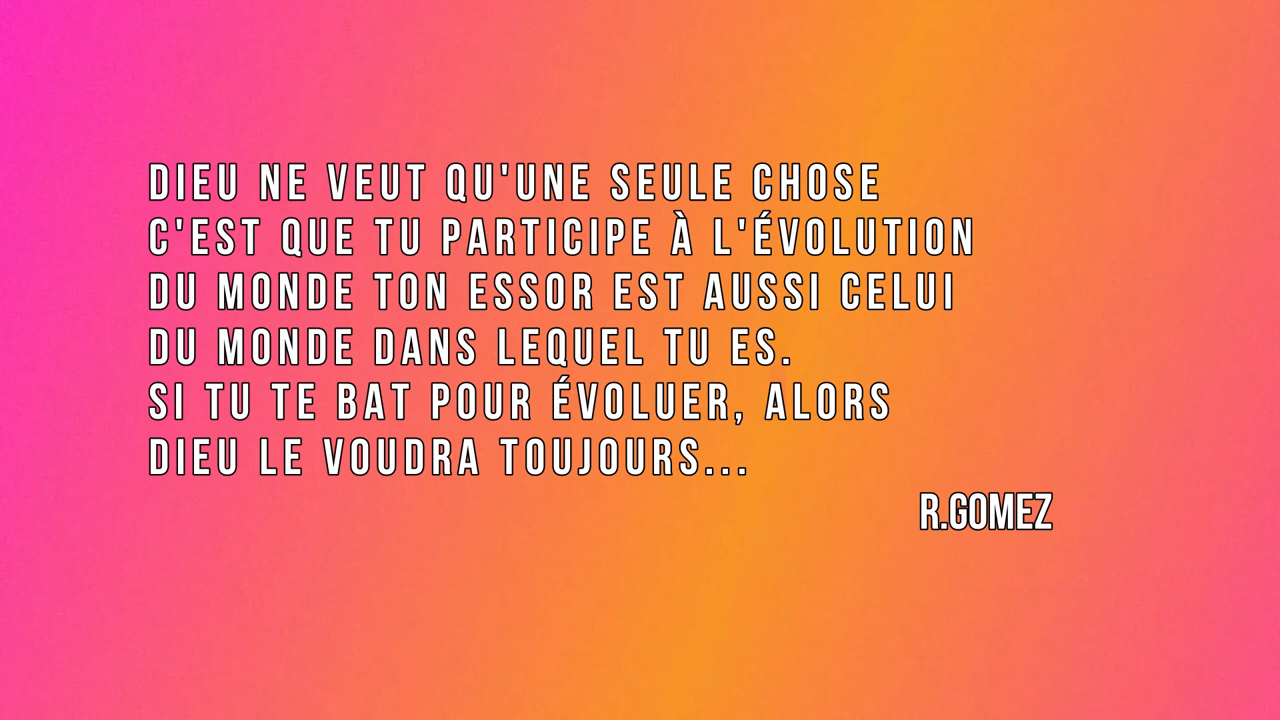 DIEU NE VEUT QU'UNE SEULE CHOSE
C'EST QUE TU PARTICIPE À L'ÉVOLUTION
DU MONDE TON ESSOR EST AUSSI CELUI
DU MONDE DANS LEQUEL TU ES.
SI TU TE BAT POUR ÉVOLUER, ALORS
DIEU LE VOUDRA TOUJOURS...
R.GOMEZ